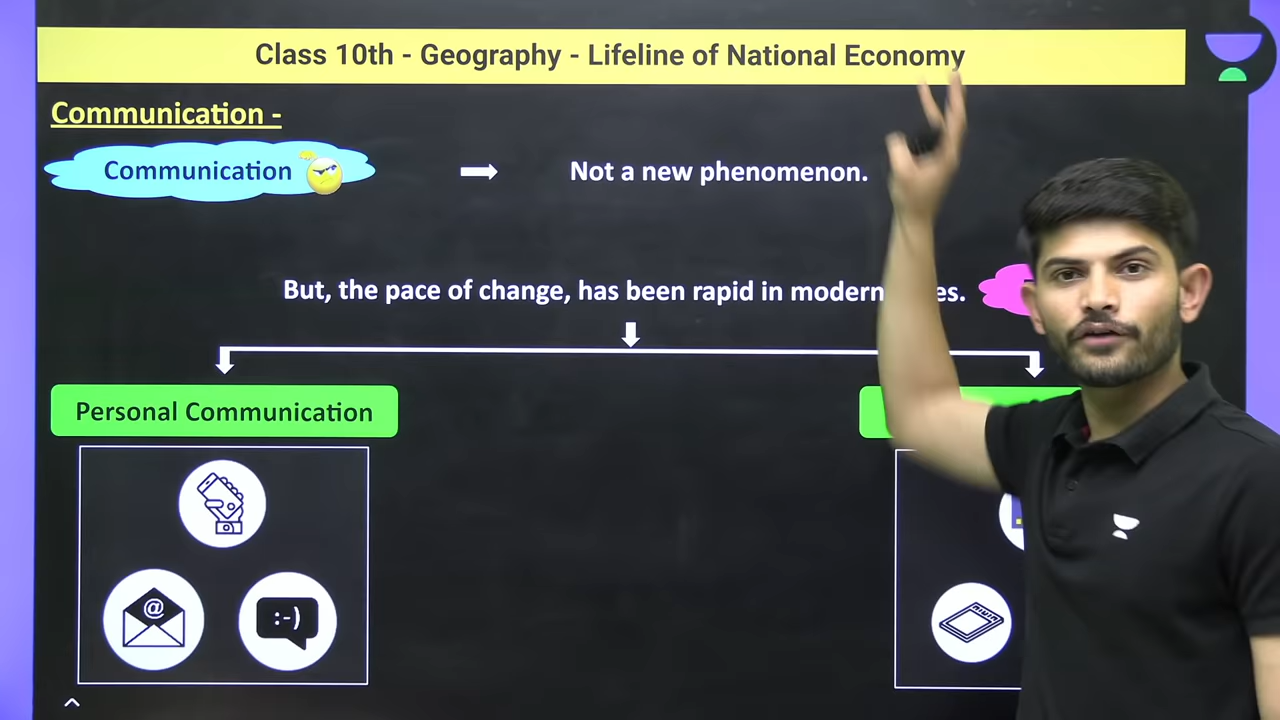 Class 10th - Geography - Lifeline of National Economy
Communication -
Communication
Not a new phenomenon.
But, the pace of change, has been rapid in modern
Personal Communication
@
:-)